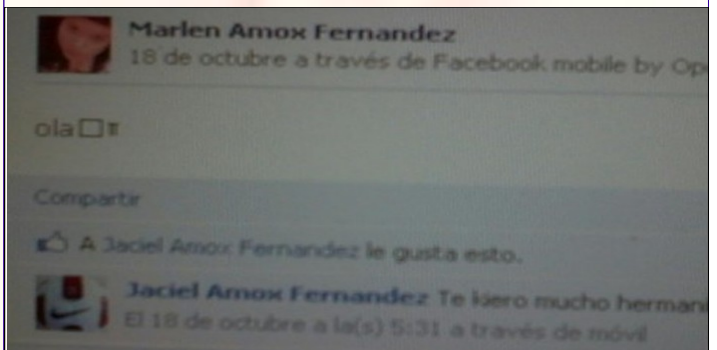 Marlen Amox Fernandez
18 de octubre a través de Facebook mobile by Op
ola□π
Compartir
A Jaciel Amox Fernandez le gusta esto.
Jaciel Amox Fernandez Te kiero mucho herman
El 18 de octubre a la(s) 5:31 a través de móvil